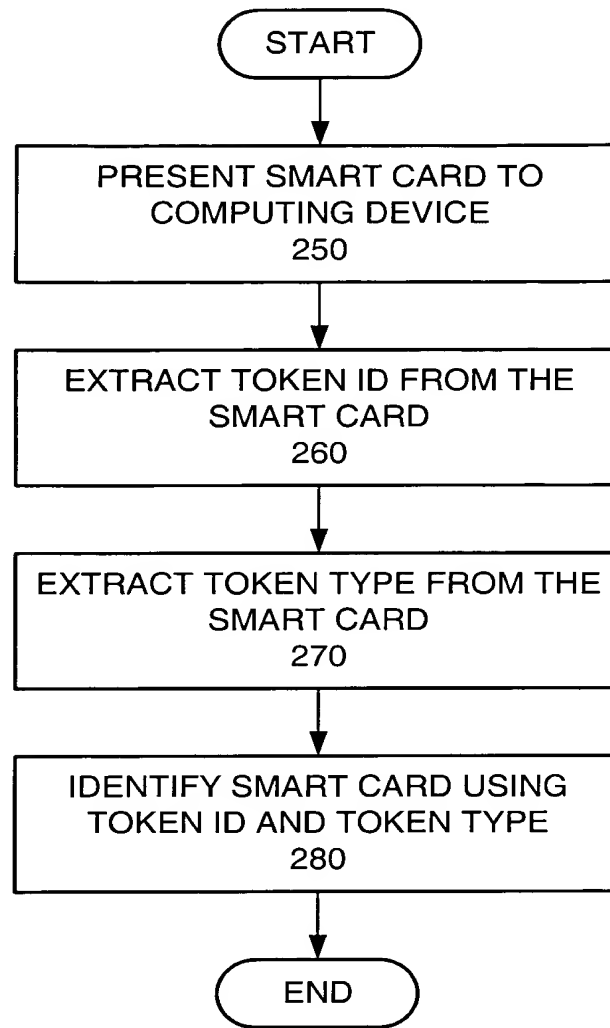 START
PRESENT SMART CARD TO
COMPUTING DEVICE
250
EXTRACT TOKEN ID FROM THE
SMART CARD
260
EXTRACT TOKEN TYPE FROM THE
SMART CARD
270
IDENTIFY SMART CARD USING
TOKEN ID AND TOKEN TYPE
280
END